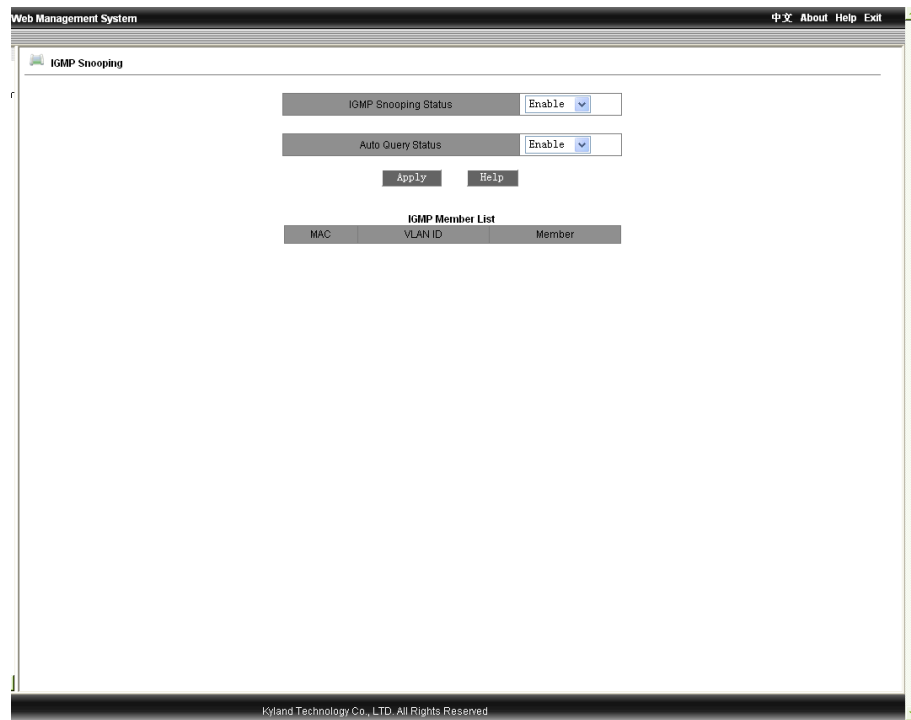 Web Management System 中文 About Help Exit
IGMP Snooping
IGMP Snooping Status Enable
Auto Query Status Enable
Apply Help
IGMP Member List
MAC VLAN ID Member
Kyland Technology Co., LTD. All Rights Reserved